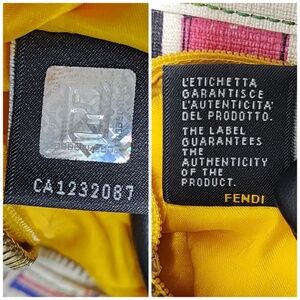 CA1232087
L'ETICHETTA
GARANTISCE
L'AUTENTICITA'
DEL PRODOTTO.
THE LABEL
GUARANTEES
THE
AUTHENTICITY
OF THE
PRODUCT.
FENDI